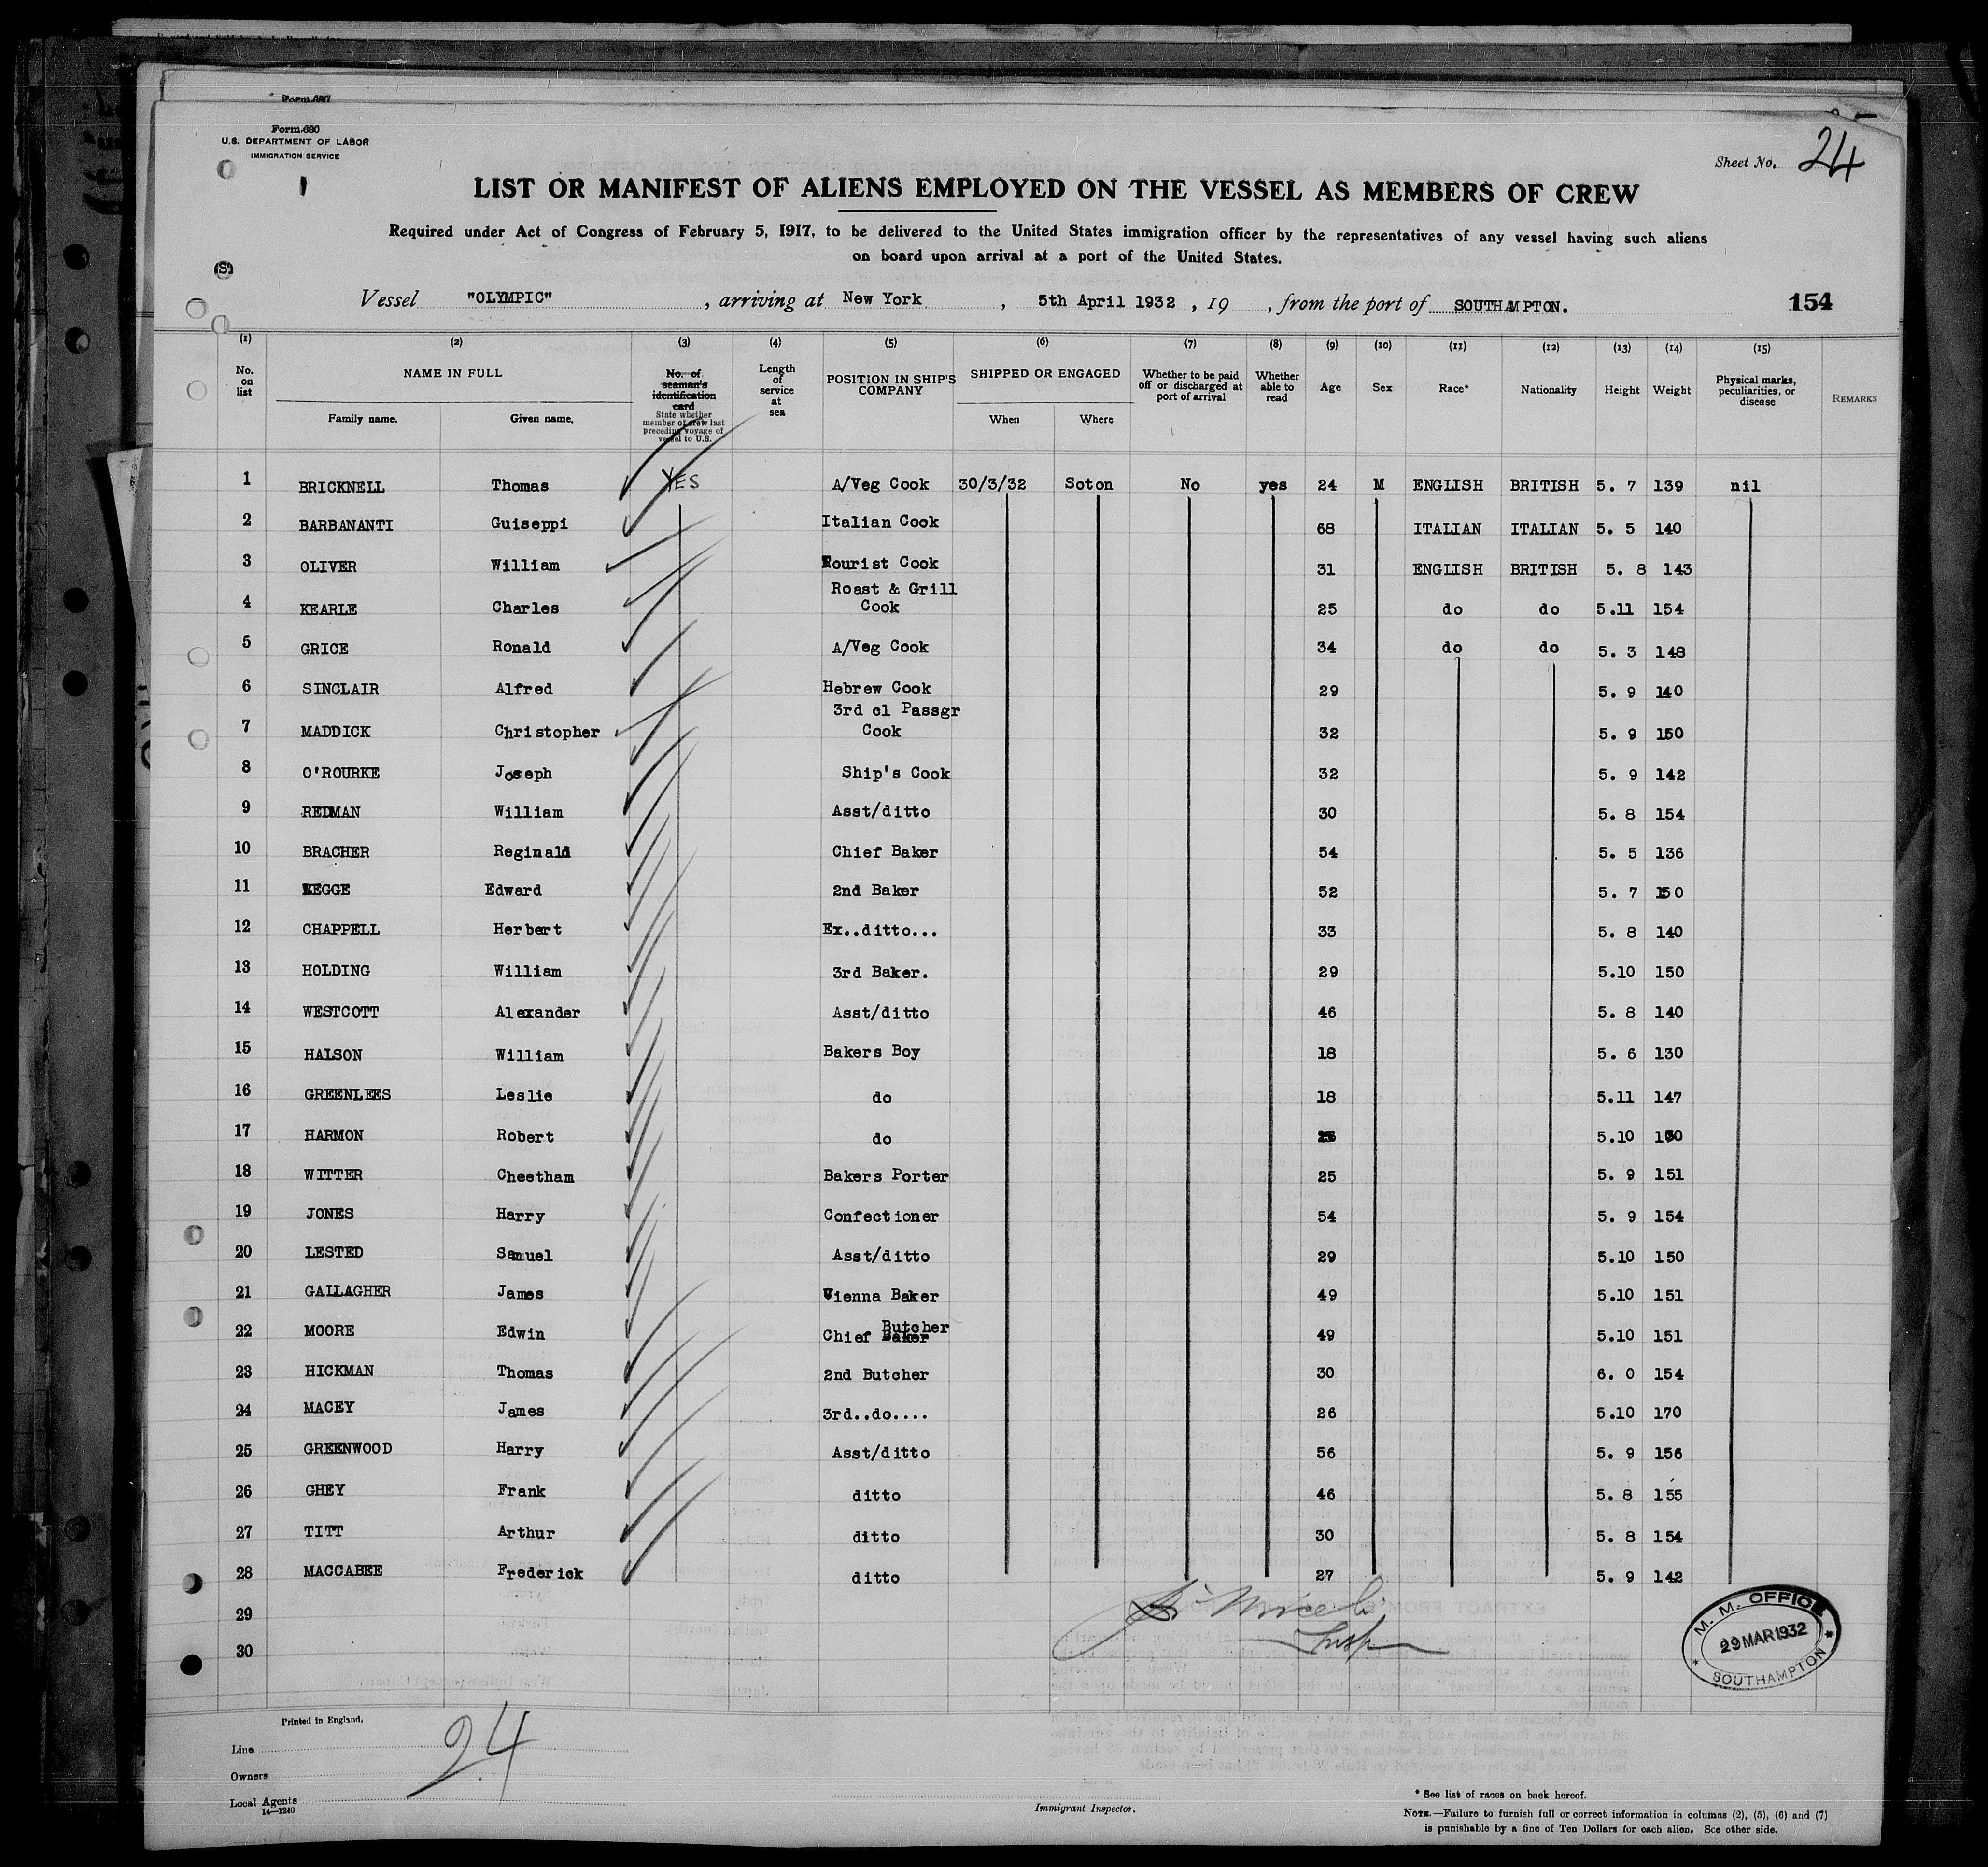 Form 687
Form 680
U.S. DEPARTMENT OF LABOR
IMMIGRATION SERVICE
Sheet No. 24
LIST OR MANIFEST OF ALIENS EMPLOYED ON THE VESSEL AS MEMBERS OF CREW
Required under Act of Congress of February 5, 1917, to be delivered to the United States immigration officer by the representatives of any vessel having such aliens
on board upon arrival at a port of the United States.
(S)
Vessel "OLYMPIC", arriving at New York, 5th April 1932, 19 , from the port of SOUTHAMPTON. 154
(1) (2) (3) (4) (5) (6) (7) (8) (9) (10) (11) (12) (13) (14) (15)
No. on list
NAME IN FULL
Family name. Given name.
No. of seaman's identification card
State whether member of crew last preceding voyage of vessel to U.S.
Length of service at sea
POSITION IN SHIP'S COMPANY
SHIPPED OR ENGAGED
When Where
Whether to be paid off or discharged at port of arrival
Whether able to read
Age Sex Race* Nationality Height Weight
Physical marks, peculiarities, or disease
REMARKS
1 BRICKNELL Thomas YES A/Veg Cook 30/3/32 Soton No yes 24 M ENGLISH BRITISH 5. 7 139 nil
2 BARBANANTI Guiseppi Italian Cook 68 ITALIAN ITALIAN 5. 5 140
3 OLIVER William Tourist Cook 31 ENGLISH BRITISH 5. 8 143
4 KEARLE Charles Roast & Grill Cook 25 do do 5.11 154
5 GRICE Ronald A/Veg Cook 34 do do 5. 3 148
6 SINCLAIR Alfred Hebrew Cook 29 5. 9 140
7 MADDICK Christopher 3rd cl Passgr Cook 32 5. 9 150
8 O'ROURKE Joseph Ship's Cook 32 5. 9 142
9 REDMAN William Asst/ditto 30 5. 8 154
10 BRACHER Reginald Chief Baker 54 5. 5 136
11 Edward 2nd Baker 52 5. 7 150
12 CHAPPELL Herbert Ex..ditto... 33 5. 8 140
13 HOLDING William 3rd Baker. 29 5.10 150
14 WESTCOTT Alexander Asst/ditto 46 5. 8 140
15 HALSON William Bakers Boy 18 5. 6 130
16 GREENLEES Leslie do 18 5.11 147
17 HARMON Robert do 5.10
18 WITTER Cheetham Bakers Porter 25 5. 9 151
19 JONES Harry Confectioner 54 5. 9 154
20 LESTED Samuel Asst/ditto 29 5.10 150
21 GALLAGHER James Vienna Baker 49 5.10 151
22 MOORE Edwin Chief Baker Butcher 49 5.10 151
23 HICKMAN Thomas 2nd Butcher 30 6. 0 154
24 MACEY James 3rd..do.... 26 5.10 170
25 GREENWOOD Harry Asst/ditto 56 5. 9 156
26 GHEY Frank ditto 46 5. 8 155
27 TITT Arthur ditto 30 5. 8 154
28 MACCABEE Frederick ditto 27 5. 9 142
29
30
M. M. OFFICE
29 MAR 1932
SOUTHAMPTON
Printed in England.
24
Line
Owners
Local Agents
14—1240
Immigrant Inspector.
* See list of races on back hereof.
NOTE.—Failure to furnish full or correct information in columns (2), (5), (6) and (7)
is punishable by a fine of Ten Dollars for each alien. See other side.